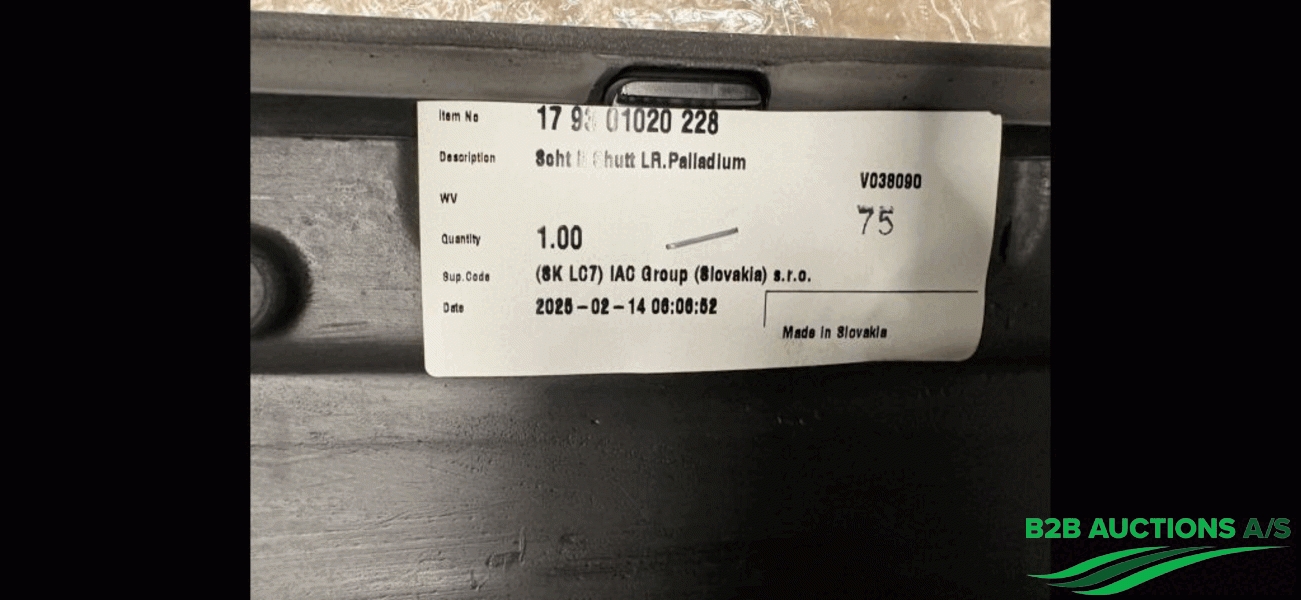 Item No 17 93 01020 228
Description Soht Shutt LR.Palladium
V038090
WV
75
Quantity 1.00
Sup.Code (SK LC7) IAC Group (Slovakia) s.r.o.
Date 2025-02-14 06:06:52
Made in Slovakia
B2B AUCTIONS A/S